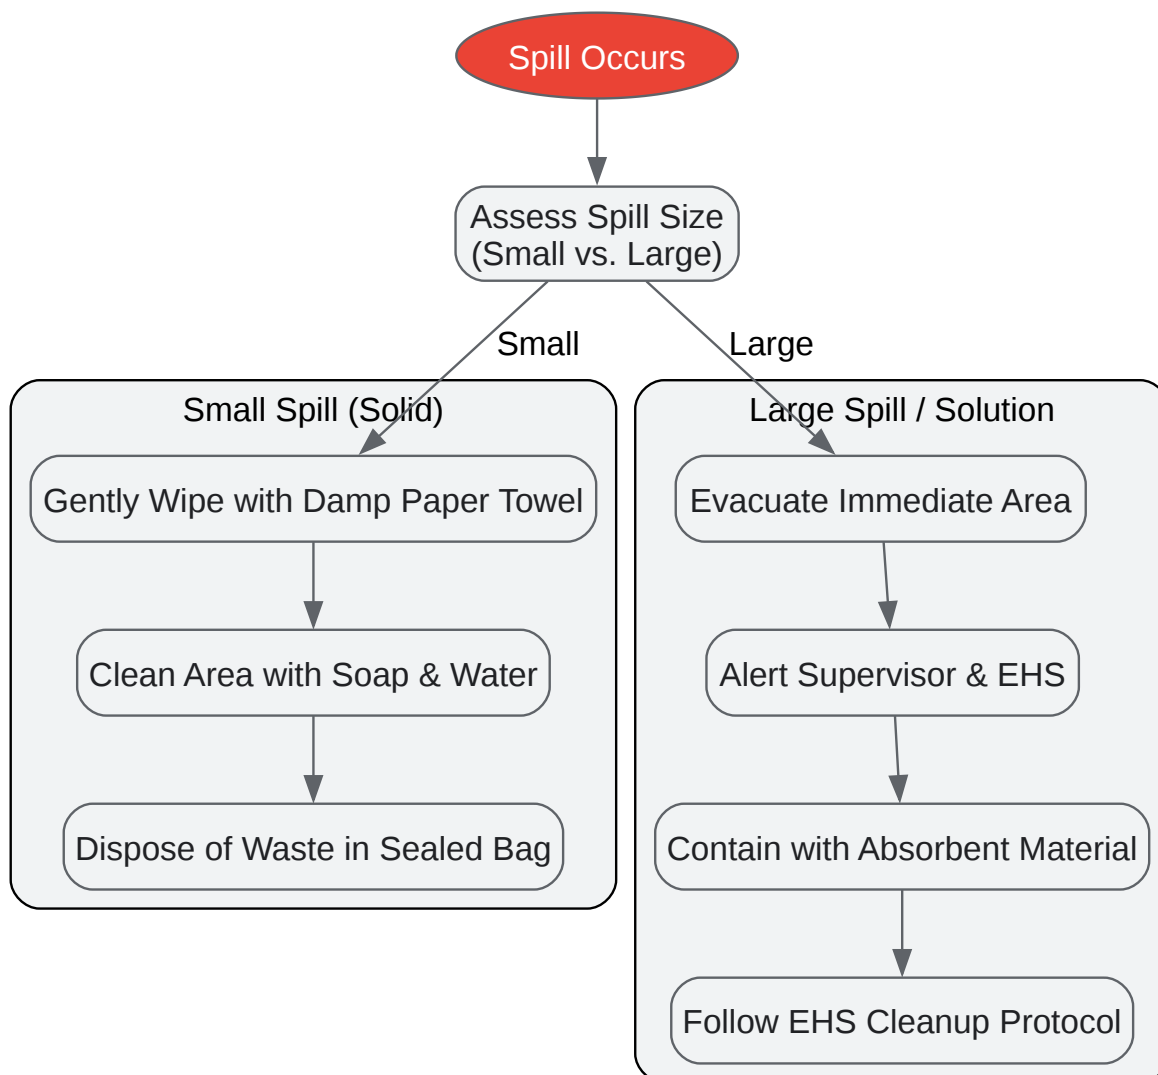 Spill Occurs
Assess Spill Size
(Small vs. Large)
Small
Large
Small Spill (Solid)
Gently Wipe with Damp Paper Towel
Clean Area with Soap & Water
Dispose of Waste in Sealed Bag
Large Spill / Solution
Evacuate Immediate Area
Alert Supervisor & EHS
Contain with Absorbent Material
Follow EHS Cleanup Protocol